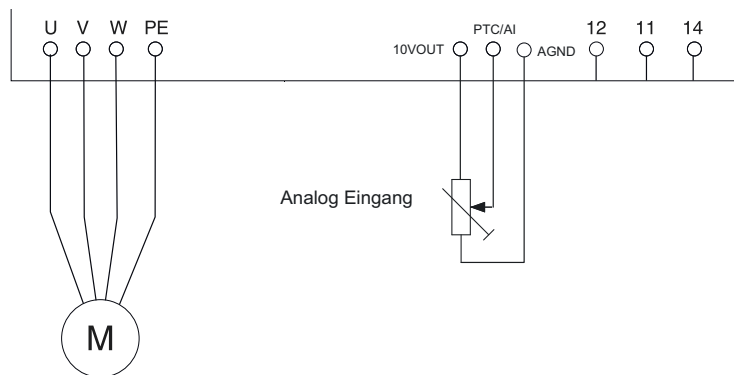 U V W PE
10VOUT PTC/AI AGND 12 11 14
Analog Eingang
M